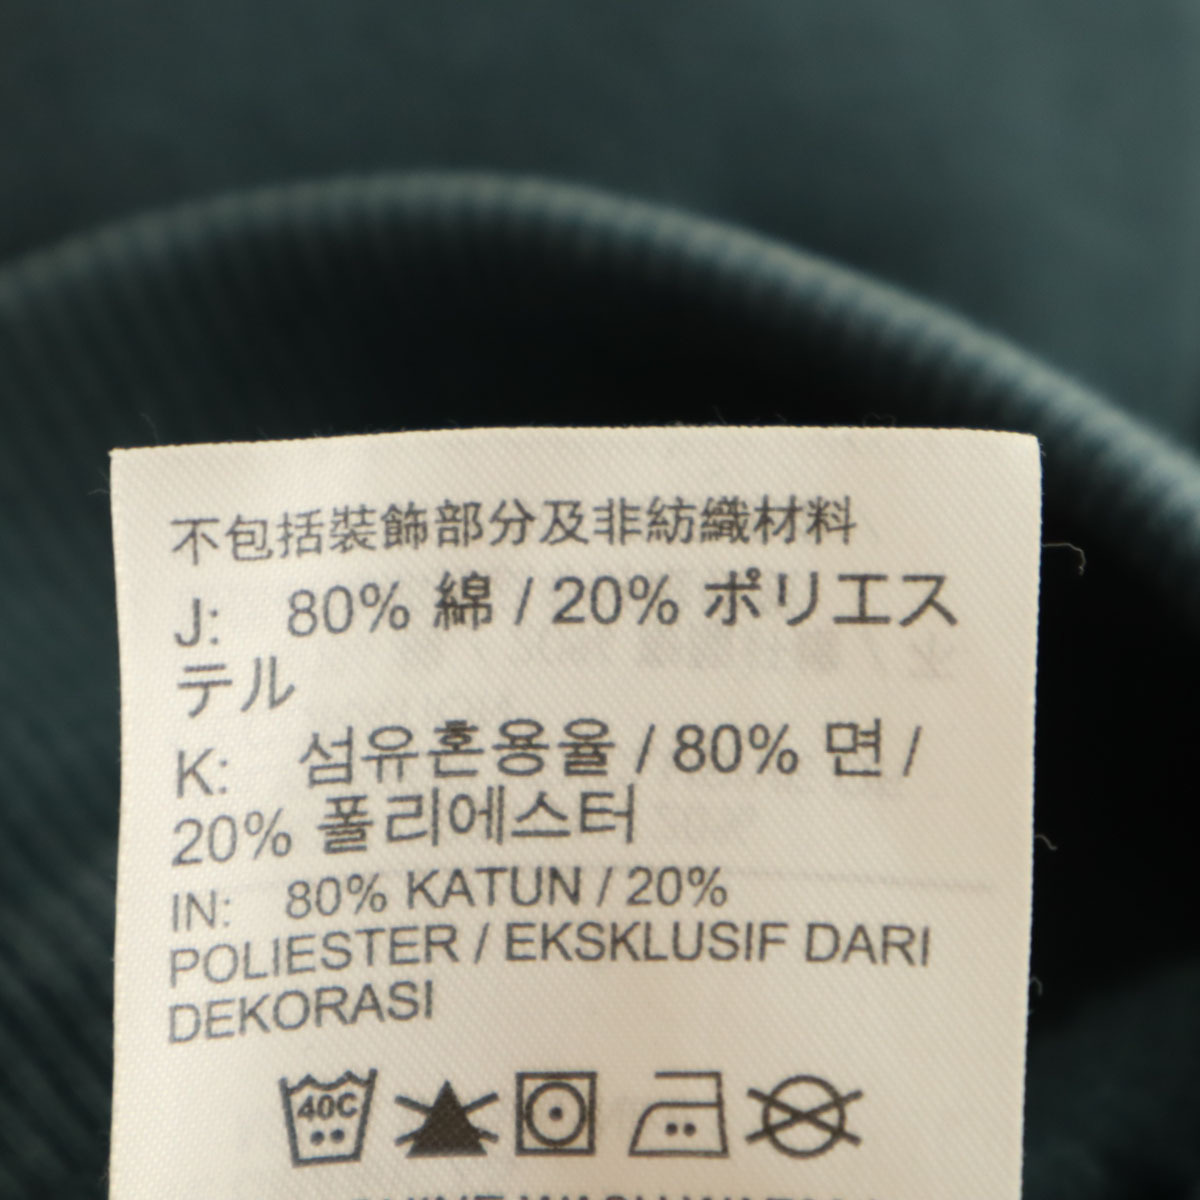 不包括裝飾部分及非紡織材料
J: 80% 綿 / 20% ポリエス
テル
K: 섬유혼용율 / 80% 면 /
20% 폴리에스터
IN: 80% KATUN / 20%
POLIESTER / EKSKLUSIF DARI
DEKORASI
40C